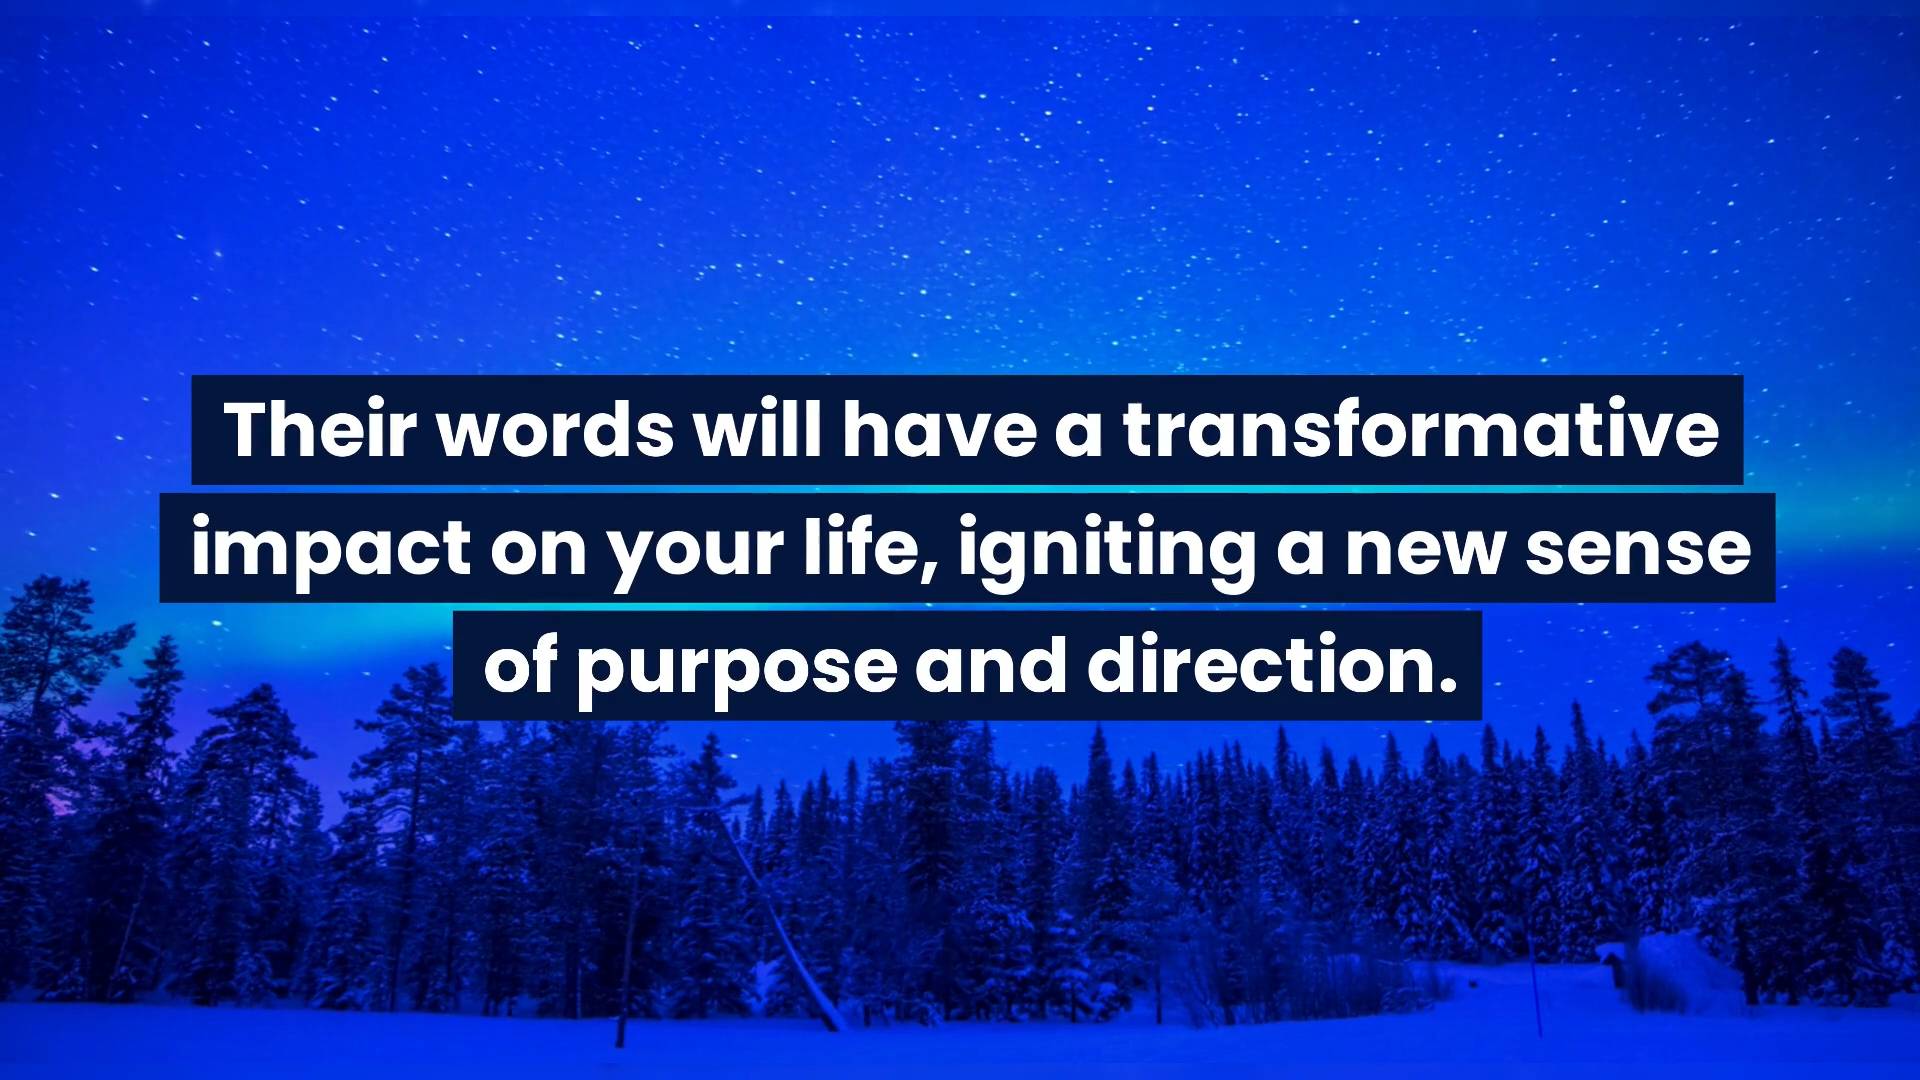 Their words will have a transformative
impact on your life, igniting a new sense
of purpose and direction.